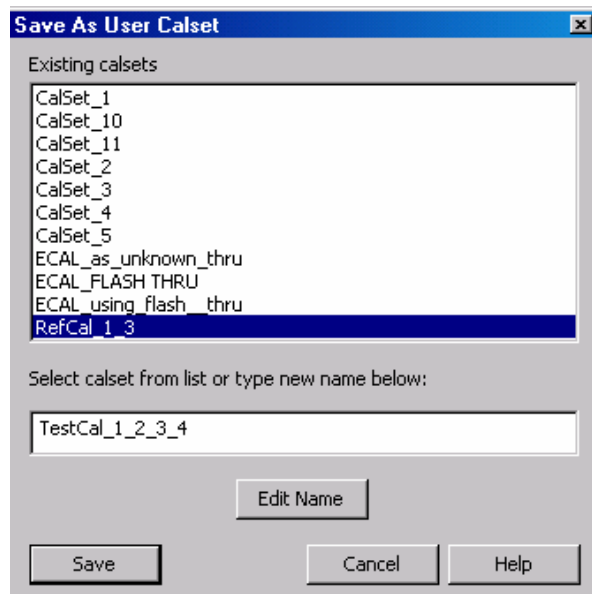 Save As User Calset
Existing calsets
CalSet_1
CalSet_10
CalSet_11
CalSet_2
CalSet_3
CalSet_4
CalSet_5
ECAL_as_unknown_thru
ECAL_FLASH THRU
ECAL_using_flash__thru
RefCal_1_3
Select calset from list or type new name below:
TestCal_1_2_3_4
Edit Name
Save Cancel Help